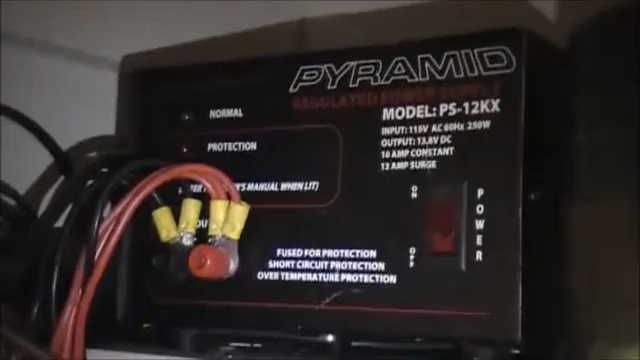 PYRAMID
REGULATED POWER SUPPLY
MODEL: PS-12KX
INPUT: 115V AC 60Hz 250W
OUTPUT: 13.8V DC
10 AMP CONSTANT
12 AMP SURGE
NORMAL
PROTECTION
MANUAL WHEN LIT)
ON
OFF
POWER
FUSED FOR PROTECTION
SHORT CIRCUIT PROTECTION
OVER TEMPERATURE PROTECTION